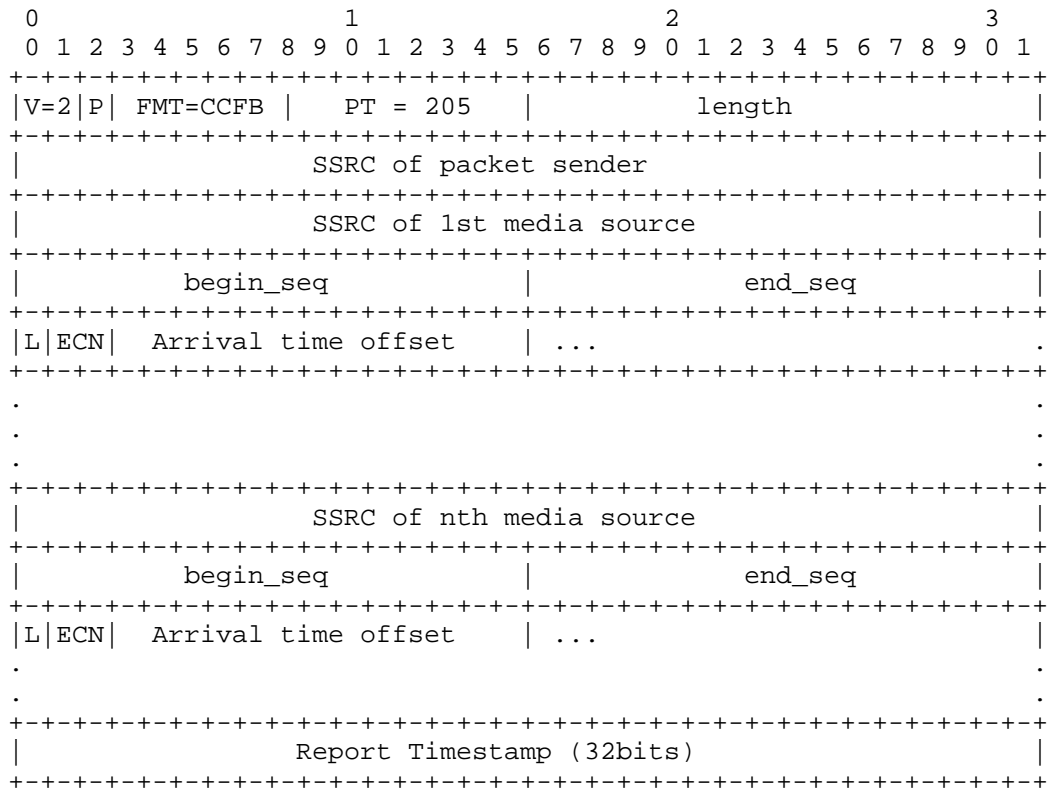 0                   1                   2                   3
 0 1 2 3 4 5 6 7 8 9 0 1 2 3 4 5 6 7 8 9 0 1 2 3 4 5 6 7 8 9 0 1
+-+-+-+-+-+-+-+-+-+-+-+-+-+-+-+-+-+-+-+-+-+-+-+-+-+-+-+-+-+-+-+-+
|V=2|P| FMT=CCFB |   PT = 205    |          length               |
+-+-+-+-+-+-+-+-+-+-+-+-+-+-+-+-+-+-+-+-+-+-+-+-+-+-+-+-+-+-+-+-+
|                  SSRC of packet sender                        |
+-+-+-+-+-+-+-+-+-+-+-+-+-+-+-+-+-+-+-+-+-+-+-+-+-+-+-+-+-+-+-+-+
|                  SSRC of 1st media source                     |
+-+-+-+-+-+-+-+-+-+-+-+-+-+-+-+-+-+-+-+-+-+-+-+-+-+-+-+-+-+-+-+-+
|          begin_seq            |             end_seq           |
+-+-+-+-+-+-+-+-+-+-+-+-+-+-+-+-+-+-+-+-+-+-+-+-+-+-+-+-+-+-+-+-+
|L|ECN|  Arrival time offset    | ...                           .
+-+-+-+-+-+-+-+-+-+-+-+-+-+-+-+-+-+-+-+-+-+-+-+-+-+-+-+-+-+-+-+-+
.                                                               .
.                                                               .
.                                                               .
+-+-+-+-+-+-+-+-+-+-+-+-+-+-+-+-+-+-+-+-+-+-+-+-+-+-+-+-+-+-+-+-+
|                  SSRC of nth media source                     |
+-+-+-+-+-+-+-+-+-+-+-+-+-+-+-+-+-+-+-+-+-+-+-+-+-+-+-+-+-+-+-+-+
|          begin_seq            |             end_seq           |
+-+-+-+-+-+-+-+-+-+-+-+-+-+-+-+-+-+-+-+-+-+-+-+-+-+-+-+-+-+-+-+-+
|L|ECN|  Arrival time offset    | ...                           |
.                                                               .
.                                                               .
+-+-+-+-+-+-+-+-+-+-+-+-+-+-+-+-+-+-+-+-+-+-+-+-+-+-+-+-+-+-+-+-+
|                 Report Timestamp (32bits)                     |
+-+-+-+-+-+-+-+-+-+-+-+-+-+-+-+-+-+-+-+-+-+-+-+-+-+-+-+-+-+-+-+-+